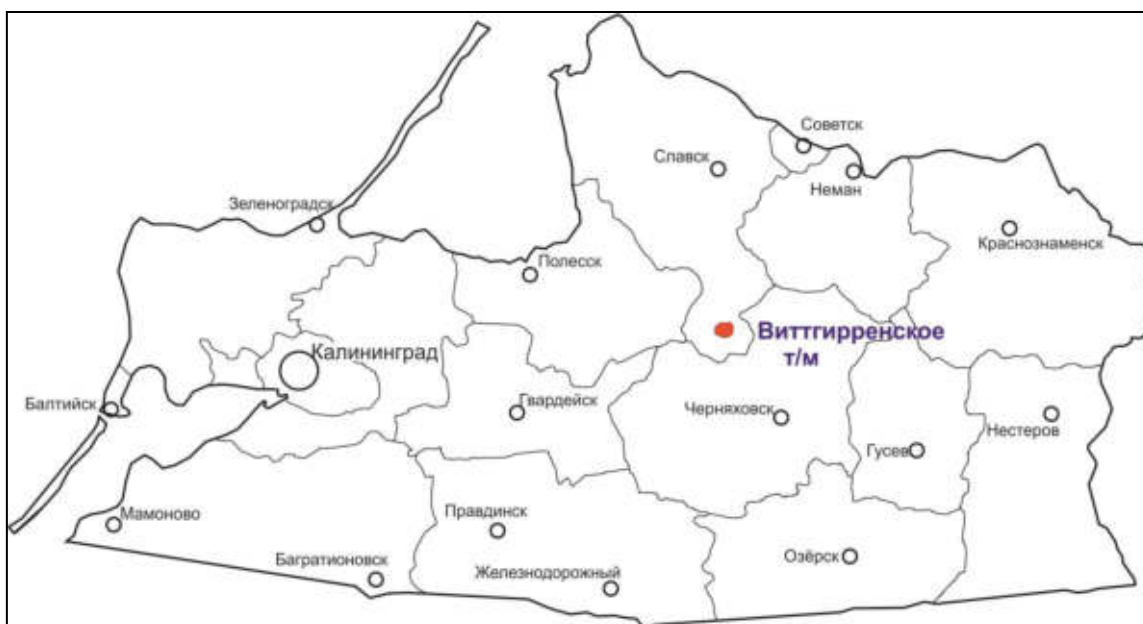 Советск
Славск
Неман
Зеленоградск
Краснознаменск
Полесск
Виттгирренское
т/м
Калининград
Балтийск
Гвардейск
Черняховск
Нестеров
Гусев
Мамоново
Правдинск
Багратионовск
Железнодорожный
Озёрск